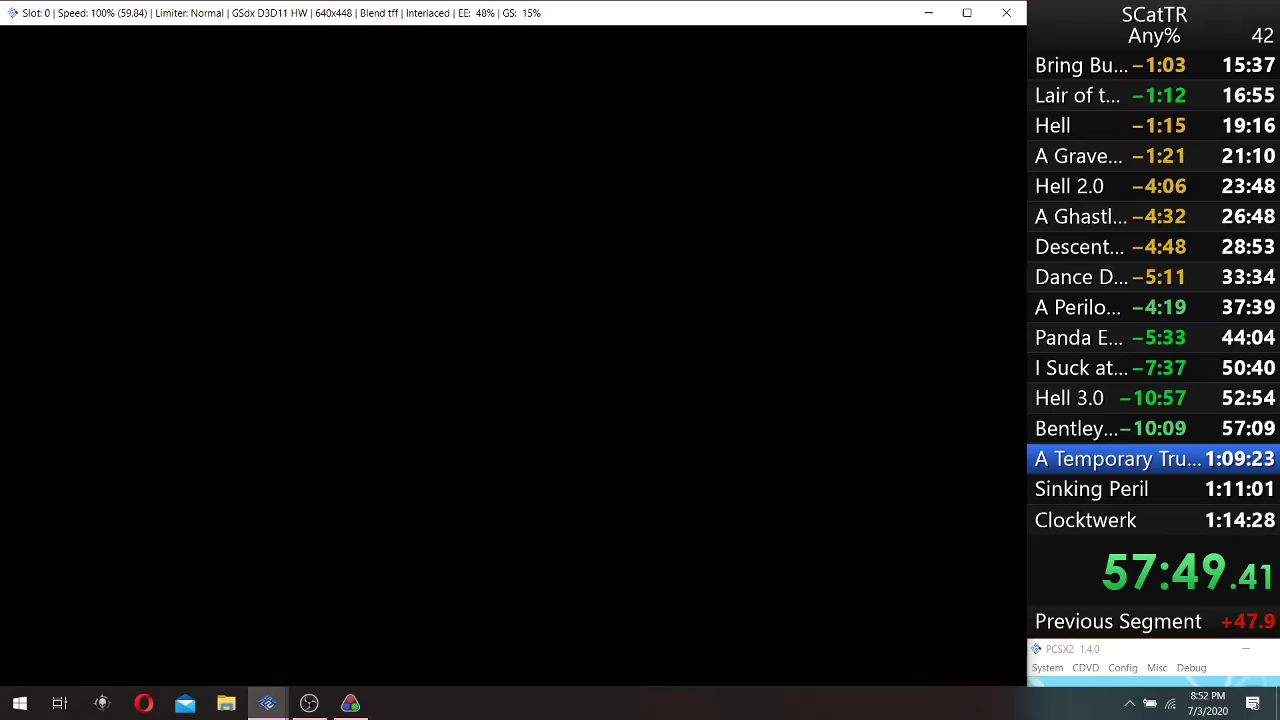 Slot: 0 | Speed: 100% (59.84) | Limiter: Normal | GSdx D3D11 HW | 640x448 | Blend tff | Interlaced | EE: 48% | GS: 15%
SCatTR
Any% 42
Bring Bu... −1:03 15:37
Lair of t... −1:12 16:55
Hell −1:15 19:16
A Grave... −1:21 21:10
Hell 2.0 −4:06 23:48
A Ghastl... −4:32 26:48
Descent... −4:48 28:53
Dance D... −5:11 33:34
A Perilo... −4:19 37:39
Panda E... −5:33 44:04
I Suck at... −7:37 50:40
Hell 3.0 −10:57 52:54
Bentley... −10:09 57:09
A Temporary Tru... 1:09:23
Sinking Peril 1:11:01
Clocktwerk 1:14:28
57:49.41
Previous Segment +47.9
PCSX2 1.4.0
System CDVD Config Misc Debug
8:52 PM
7/3/2020